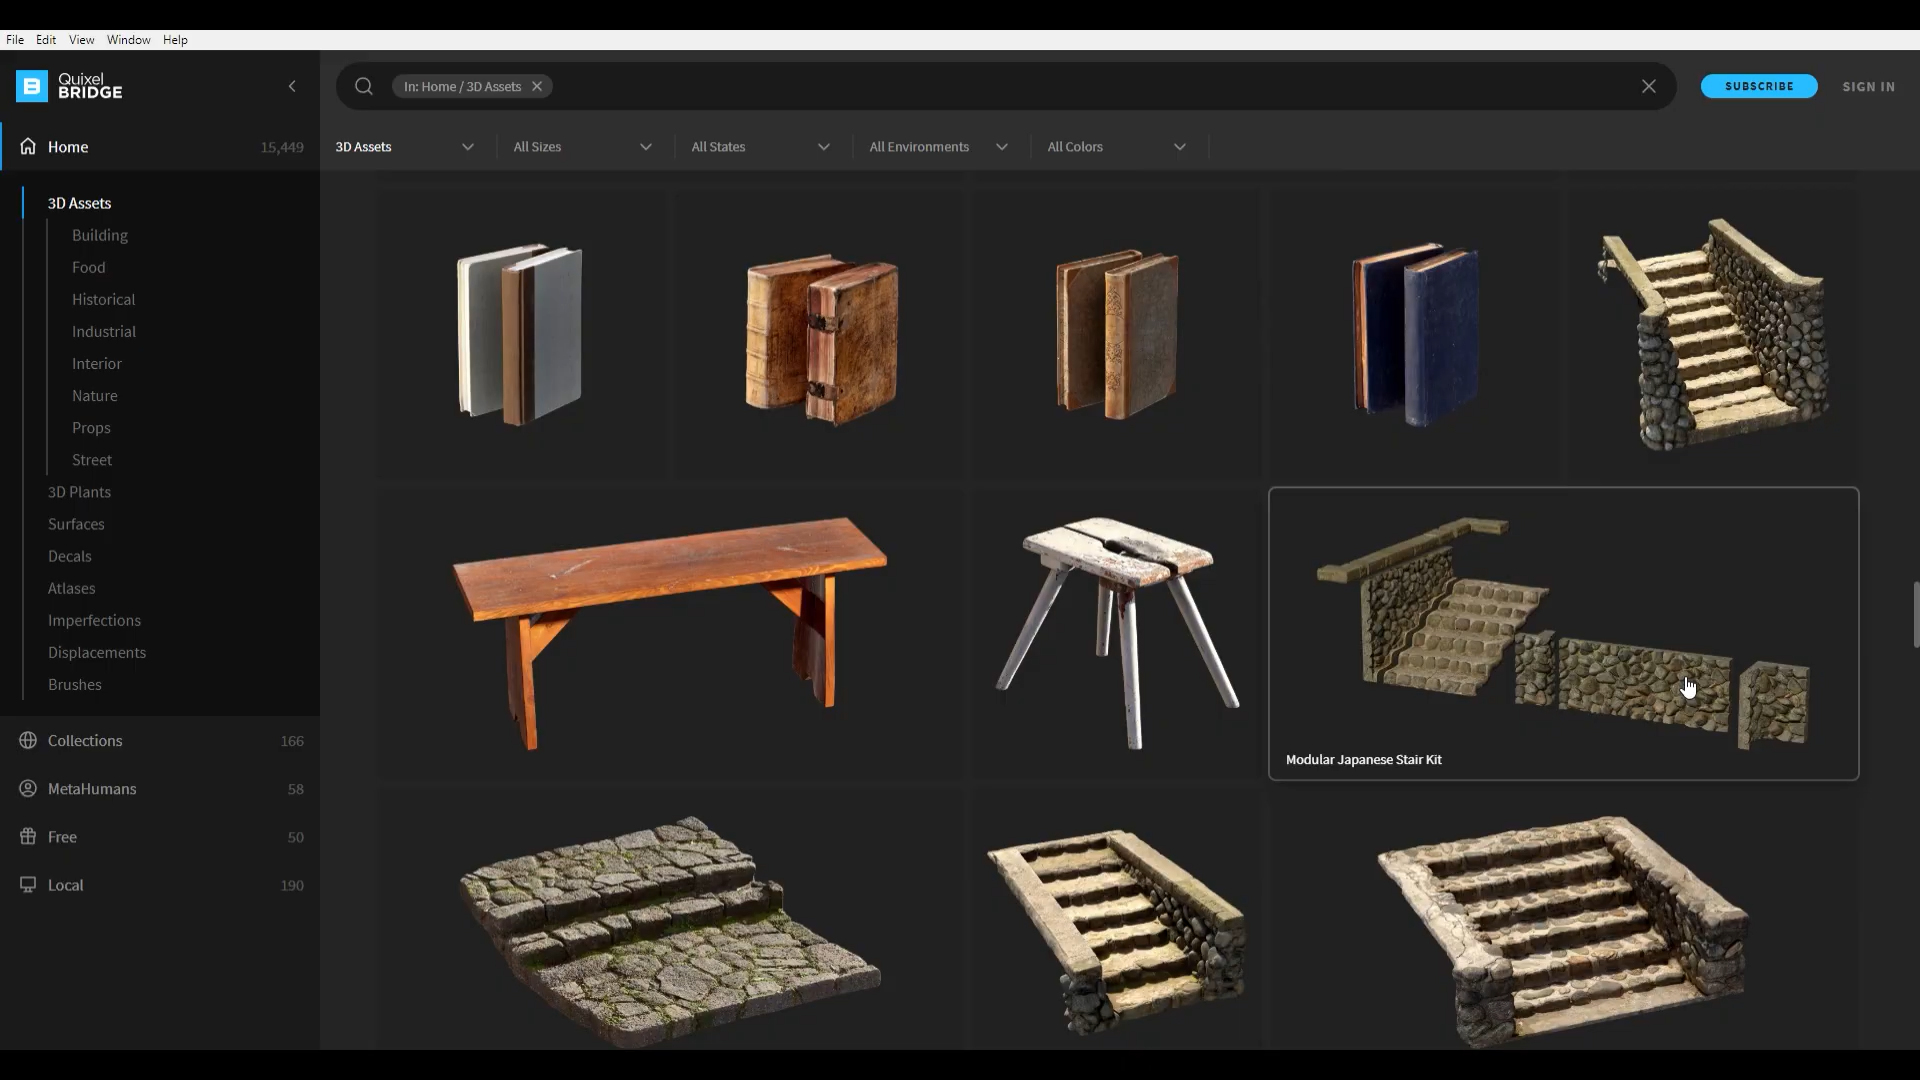 File Edit View Window Help
Quixel
BRIDGE
In: Home / 3D Assets
SUBSCRIBE
SIGN IN
Home 15,449
3D Assets
All Sizes
All States
All Environments
All Colors
3D Assets
Building
Food
Historical
Industrial
Interior
Nature
Props
Street
3D Plants
Surfaces
Decals
Atlases
Imperfections
Displacements
Brushes
Collections 166
MetaHumans 58
Free 50
Local 190
Modular Japanese Stair Kit